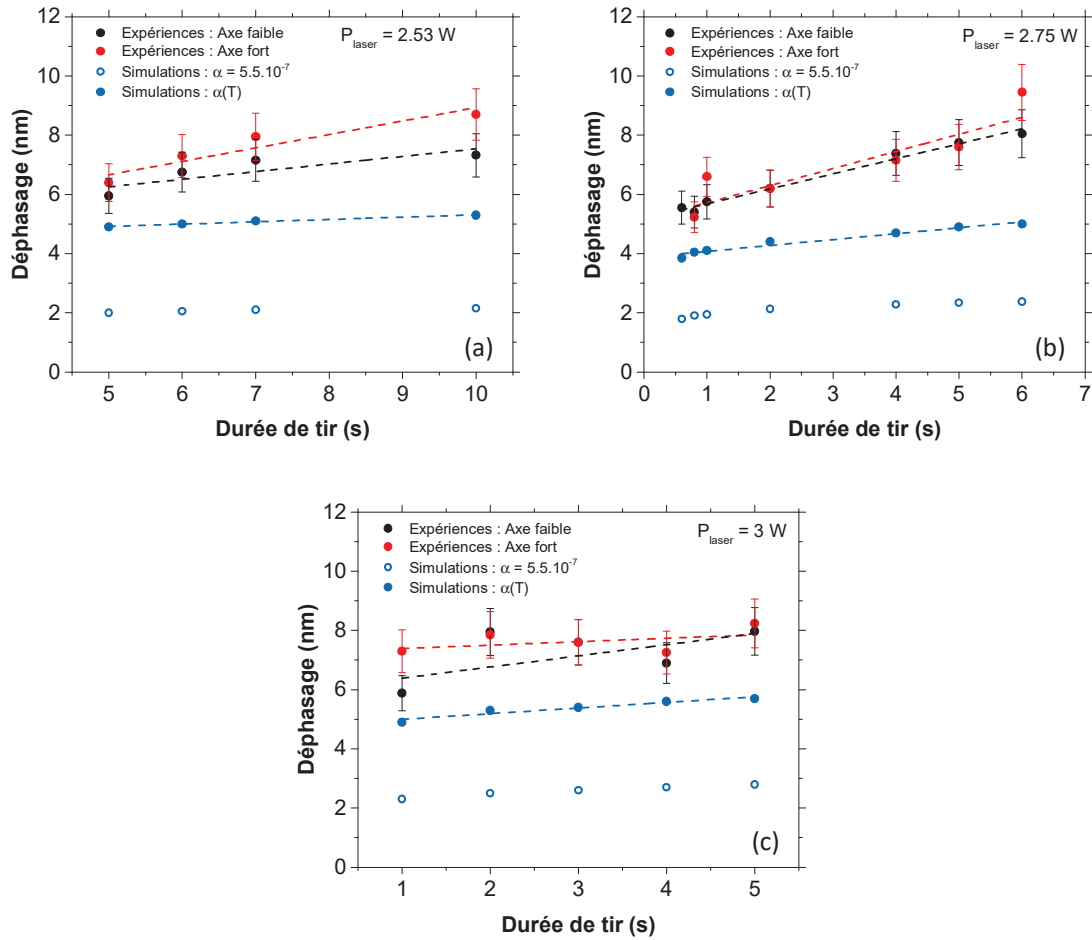 Expériences : Axe faible
Expériences : Axe fort
Simulations : α = 5.5.10⁻⁷
Simulations : α(T)
P_laser = 2.53 W
Déphasage (nm)
12
10
8
6
4
2
0
5 6 7 8 9 10
Durée de tir (s)
(a)
Expériences : Axe faible
Expériences : Axe fort
Simulations : α = 5.5.10⁻⁷
Simulations : α(T)
P_laser = 2.75 W
Déphasage (nm)
12
10
8
6
4
2
0
0 1 2 3 4 5 6 7
Durée de tir (s)
(b)
Expériences : Axe faible
Expériences : Axe fort
Simulations : α = 5.5.10⁻⁷
Simulations : α(T)
P_laser = 3 W
Déphasage (nm)
12
10
8
6
4
2
0
1 2 3 4 5
Durée de tir (s)
(c)